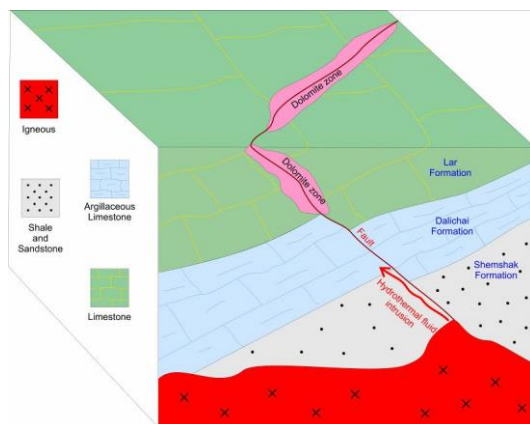 Igneous
Shale
and
Sandstone
Argillaceous
Limestone
Limestone
Dolomite zone
Dolomite zone
Lar
Formation
Fault
Dalichai
Formation
Shemshak
Formation
Hydrothermal fluid
intrusion